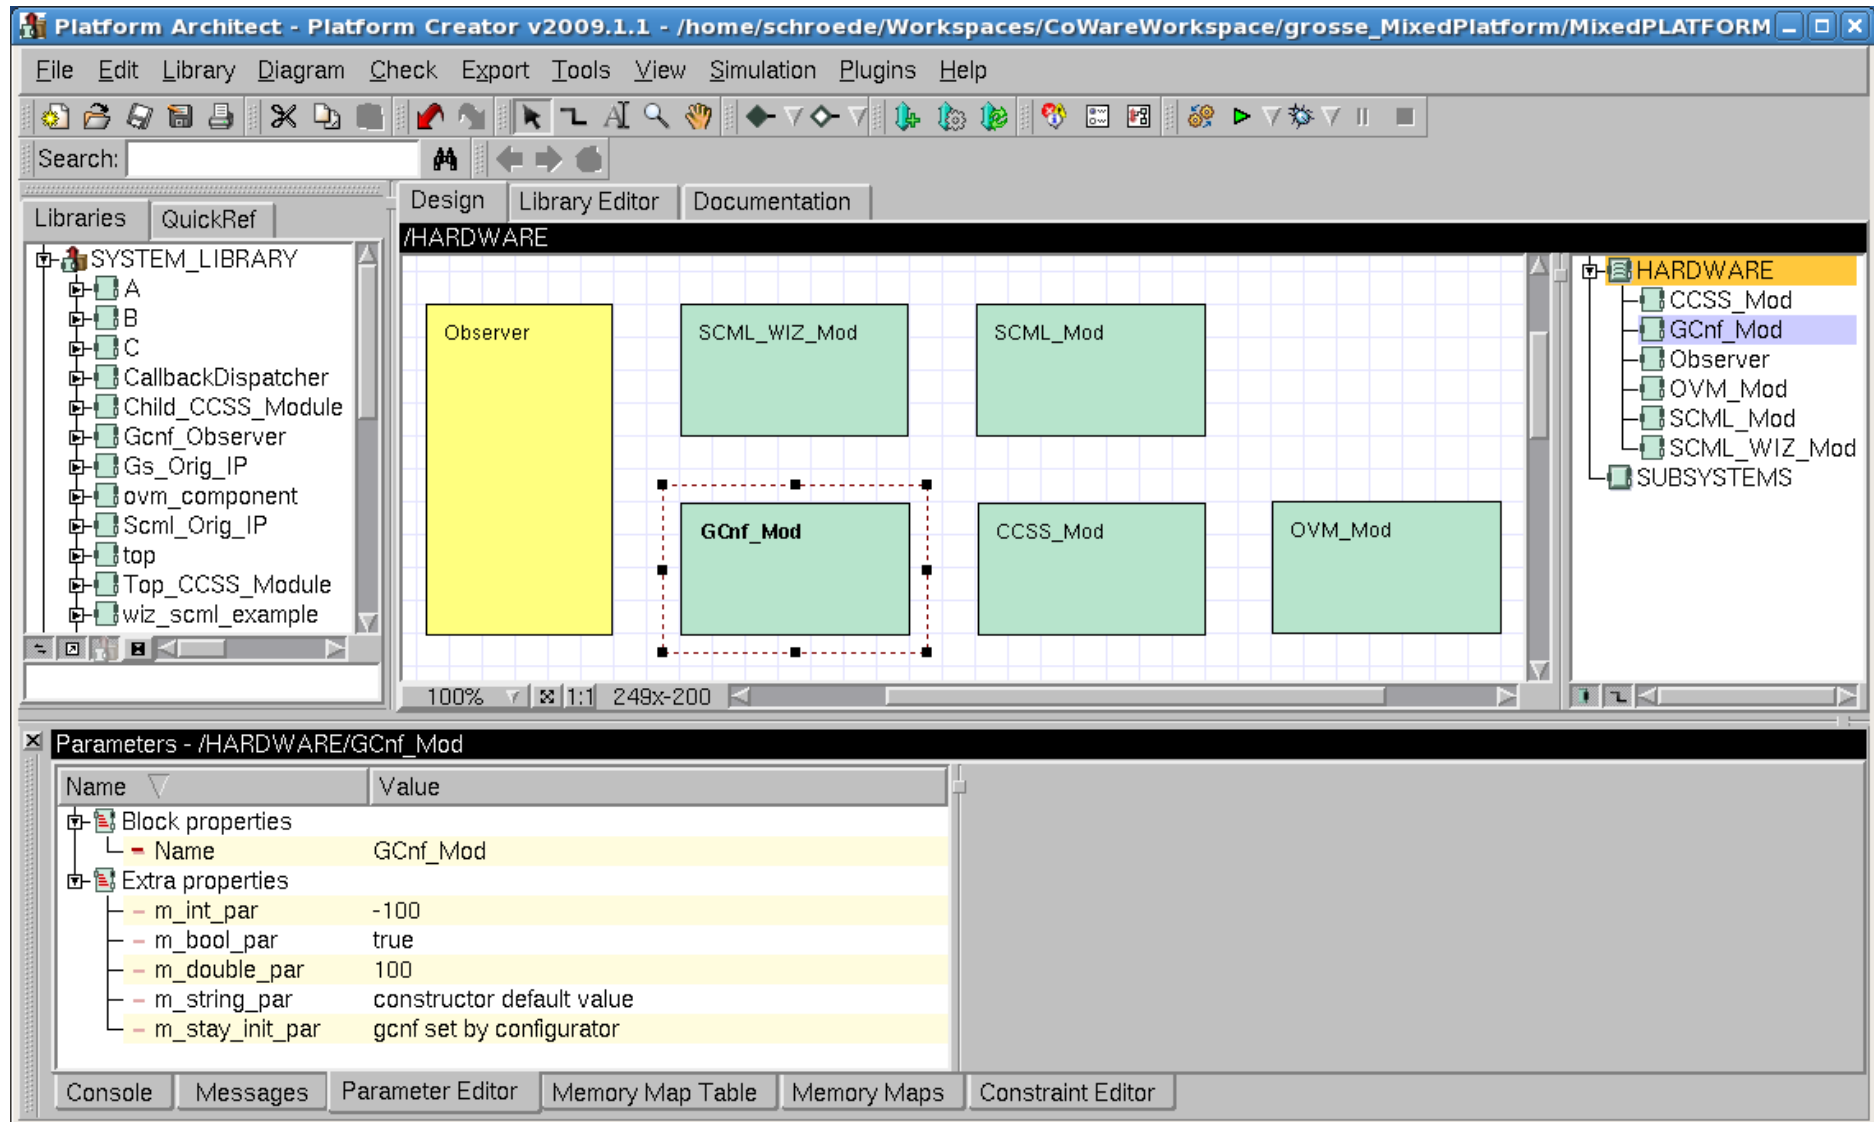 Platform Architect - Platform Creator v2009.1.1 - /home/schroede/Workspaces/CoWareWorkspace/grosse_MixedPlatform/MixedPLATFORM
File Edit Library Diagram Check Export Tools View Simulation Plugins Help
Search:
Libraries QuickRef
SYSTEM_LIBRARY
A
B
C
CallbackDispatcher
Child_CCSS_Module
Gcnf_Observer
Gs_Orig_IP
ovm_component
Scml_Orig_IP
top
Top_CCSS_Module
wiz_scml_example
Design Library Editor Documentation
/HARDWARE
Observer SCML_WIZ_Mod SCML_Mod
GCnf_Mod CCSS_Mod OVM_Mod
100% 1:1 249x-200
HARDWARE
CCSS_Mod
GCnf_Mod
Observer
OVM_Mod
SCML_Mod
SCML_WIZ_Mod
SUBSYSTEMS
Parameters - /HARDWARE/GCnf_Mod
Name Value
Block properties
Name GCnf_Mod
Extra properties
m_int_par -100
m_bool_par true
m_double_par 100
m_string_par constructor default value
m_stay_init_par gcnf set by configurator
Console Messages Parameter Editor Memory Map Table Memory Maps Constraint Editor